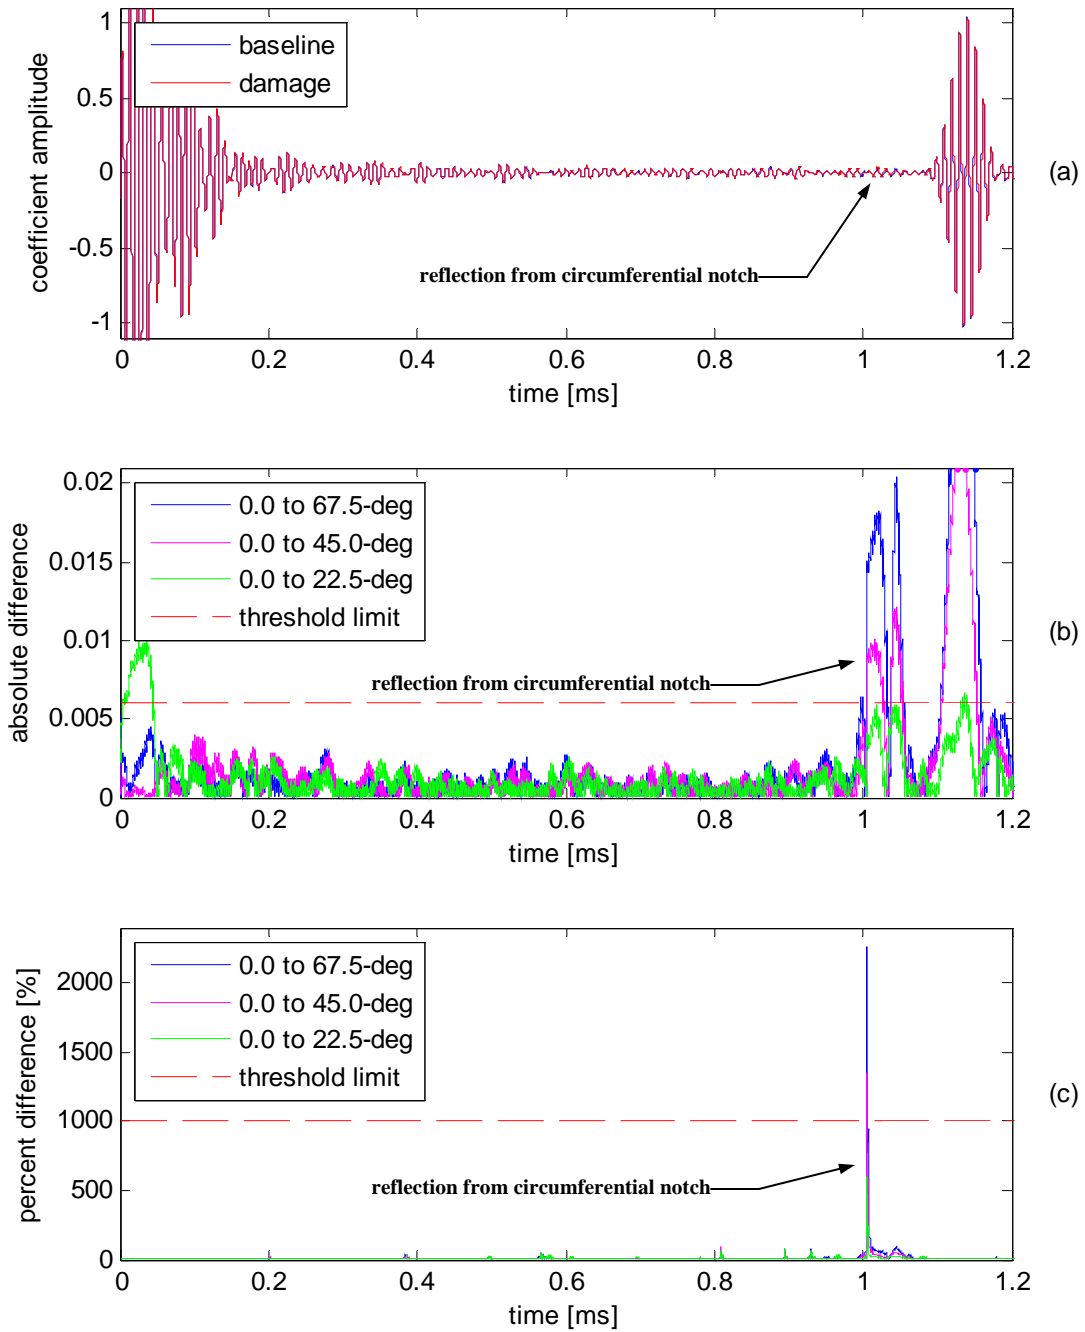 1
0.5
0
-0.5
-1
coefficient amplitude
baseline
damage
reflection from circumferential notch
(a)
0 0.2 0.4 0.6 0.8 1 1.2
time [ms]
0.02
0.015
0.01
0.005
0
absolute difference
0.0 to 67.5-deg
0.0 to 45.0-deg
0.0 to 22.5-deg
threshold limit
reflection from circumferential notch
(b)
0 0.2 0.4 0.6 0.8 1 1.2
time [ms]
2000
1500
1000
500
0
percent difference [%]
0.0 to 67.5-deg
0.0 to 45.0-deg
0.0 to 22.5-deg
threshold limit
reflection from circumferential notch
(c)
0 0.2 0.4 0.6 0.8 1 1.2
time [ms]